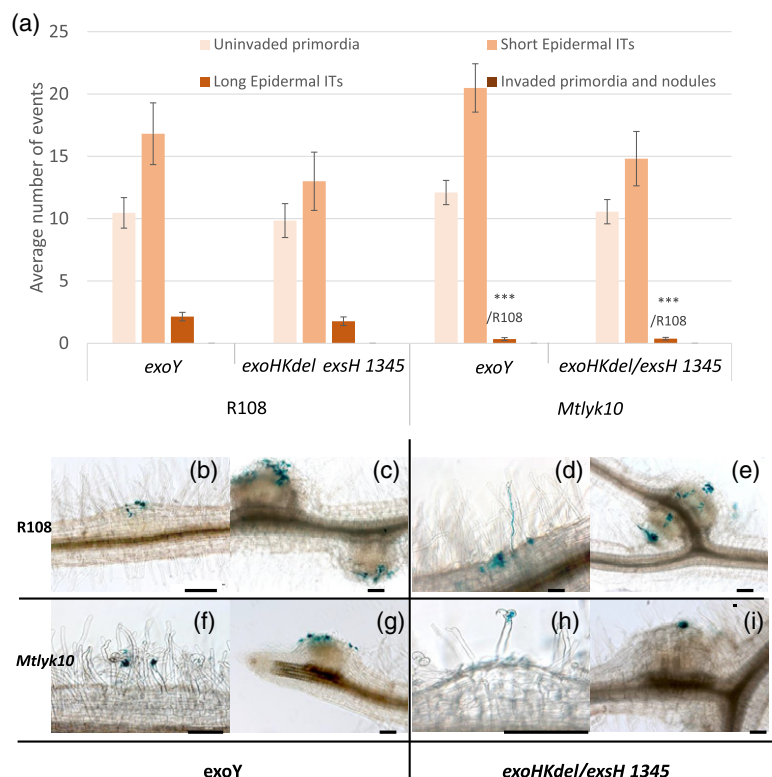 (a)
25
20
15
10
5
0
Average number of events
Uninvaded primordia
Short Epidermal ITs
Long Epidermal ITs
Invaded primordia and nodules
***
/R108
***
/R108
exoY
exoHKdel exsH 1345
exoY
exoHKdel/exsH 1345
R108
Mtlyk10
(b)
(c)
(d)
(e)
R108
(f)
(g)
(h)
(i)
Mtlyk10
exoY
exoHKdel/exsH 1345